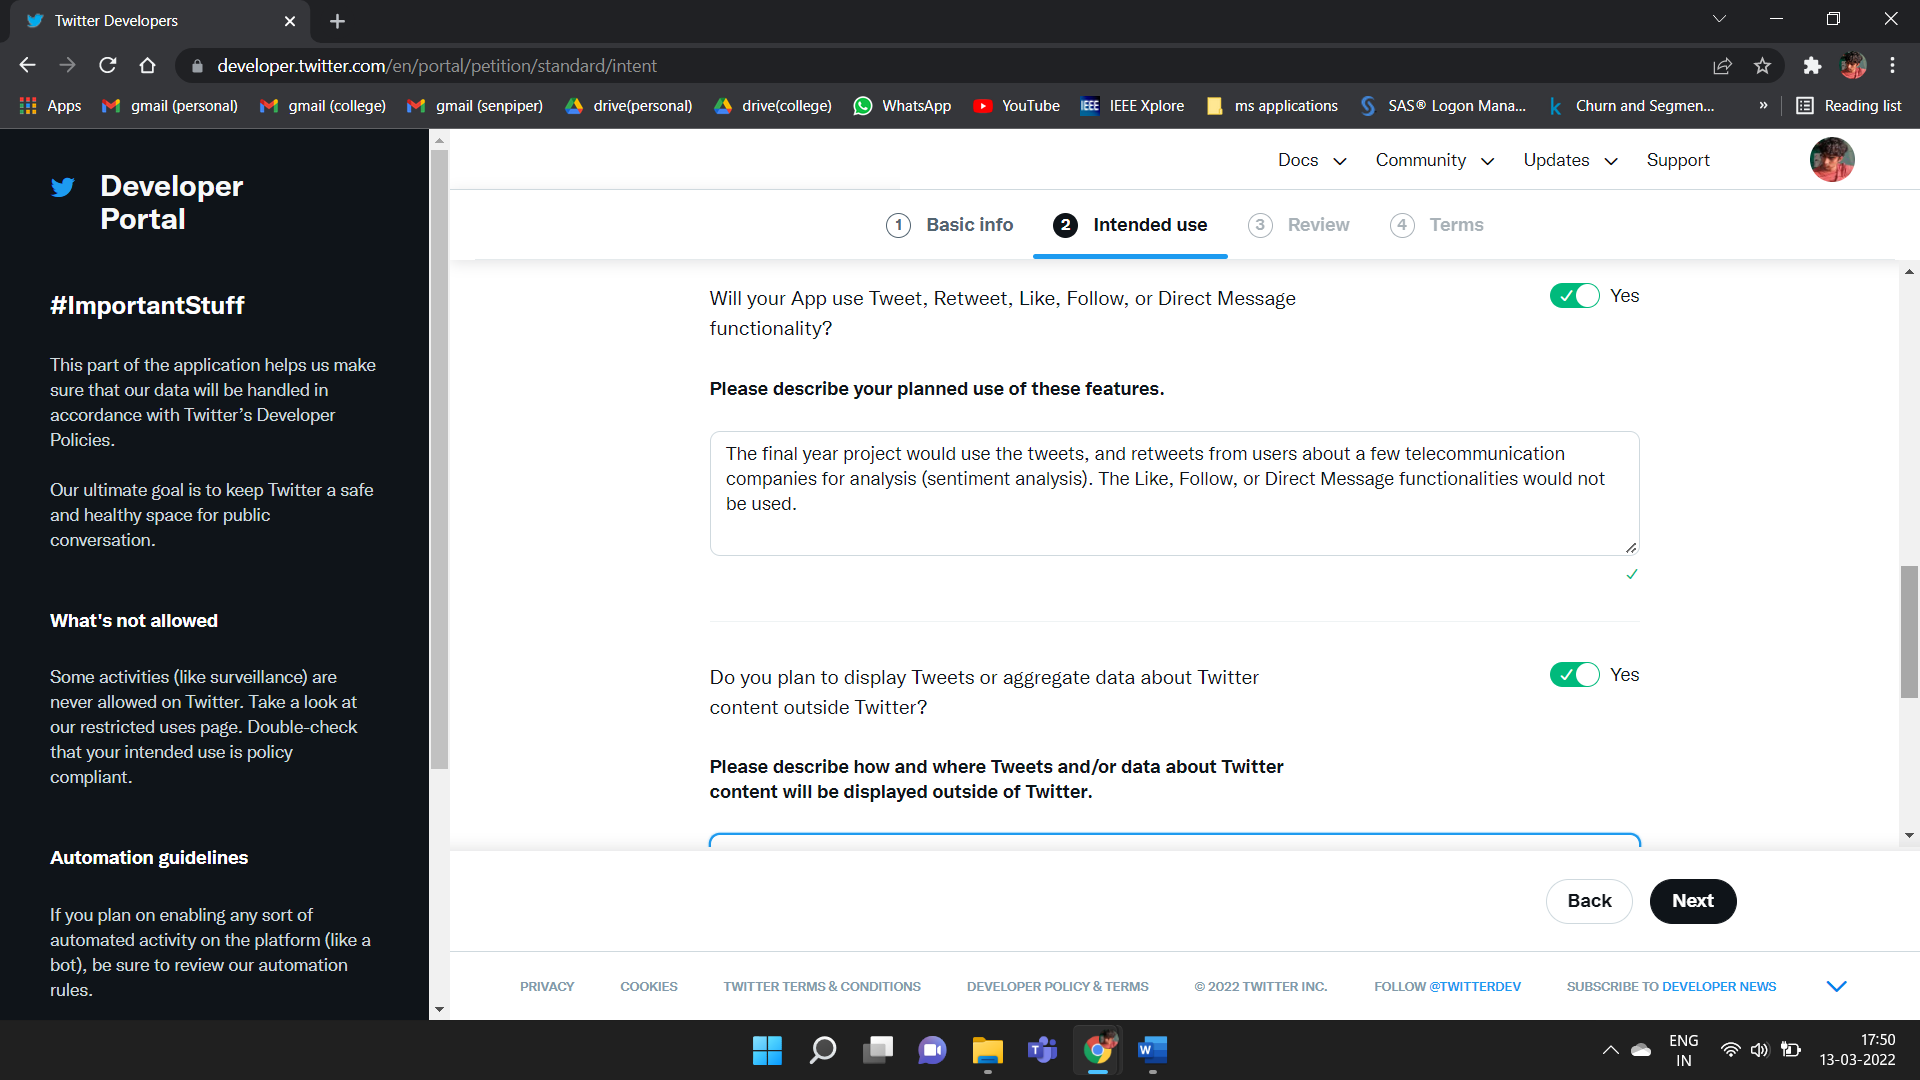 Twitter Developers
developer.twitter.com/en/portal/petition/standard/intent
Apps
gmail (personal)
gmail (college)
gmail (senpiper)
drive(personal)
drive(college)
WhatsApp
YouTube
IEEE Xplore
ms applications
SAS® Logon Mana...
Churn and Segmen...
»
Reading list
Developer
Portal
#ImportantStuff
This part of the application helps us make
sure that our data will be handled in
accordance with Twitter's Developer
Policies.
Our ultimate goal is to keep Twitter a safe
and healthy space for public
conversation.
What's not allowed
Some activities (like surveillance) are
never allowed on Twitter. Take a look at
our restricted uses page. Double-check
that your intended use is policy
compliant.
Automation guidelines
If you plan on enabling any sort of
automated activity on the platform (like a
bot), be sure to review our automation
rules.
Docs
Community
Updates
Support
1 Basic info
2 Intended use
3 Review
4 Terms
Will your App use Tweet, Retweet, Like, Follow, or Direct Message
functionality?
Yes
Please describe your planned use of these features.
The final year project would use the tweets, and retweets from users about a few telecommunication
companies for analysis (sentiment analysis). The Like, Follow, or Direct Message functionalities would not
be used.
Do you plan to display Tweets or aggregate data about Twitter
content outside Twitter?
Yes
Please describe how and where Tweets and/or data about Twitter
content will be displayed outside of Twitter.
Back
Next
PRIVACY
COOKIES
TWITTER TERMS & CONDITIONS
DEVELOPER POLICY & TERMS
© 2022 TWITTER INC.
FOLLOW @TWITTERDEV
SUBSCRIBE TO DEVELOPER NEWS
ENG
IN
17:50
13-03-2022